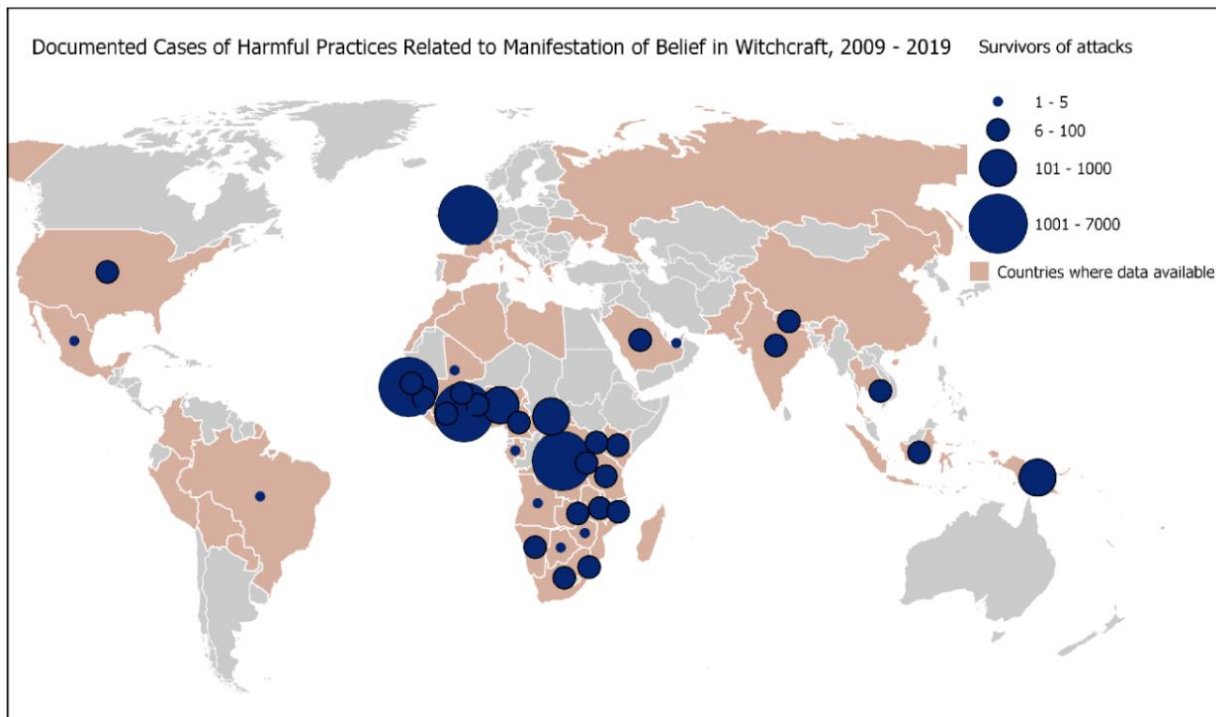 Documented Cases of Harmful Practices Related to Manifestation of Belief in Witchcraft, 2009 - 2019
Survivors of attacks
1 - 5
6 - 100
101 - 1000
1001 - 7000
Countries where data available